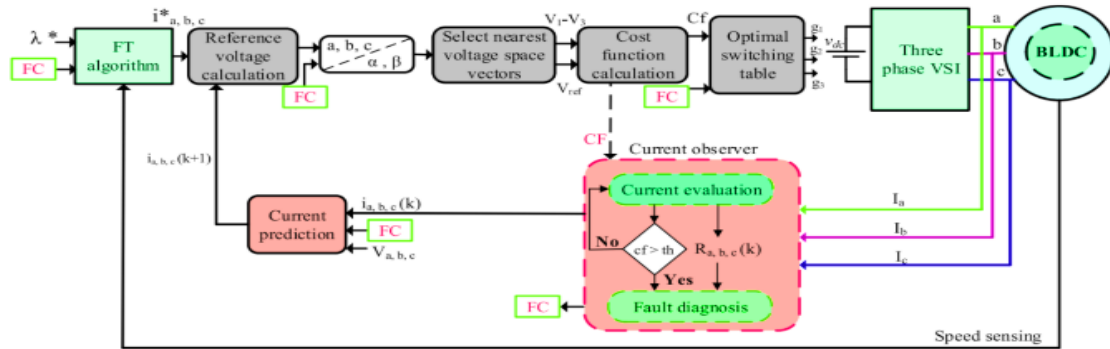 λ *
FC
FT
algorithm
i*a, b, c
Reference
voltage
calculation
a, b, c
α , β
FC
Select nearest
voltage space
vectors
V1-V3
Vref
Cost
function
calculation
Cf
FC
Optimal
switching
table
g1
g2
g3
vdc
Three
phase VSI
a
b
c
BLDC
CF
Current observer
Current evaluation
No
cf > th
Ra, b, c (k)
Yes
Fault diagnosis
FC
ia, b, c (k+1)
Current
prediction
ia, b, c (k)
FC
Va, b, c
Ia
Ib
Ic
Speed sensing